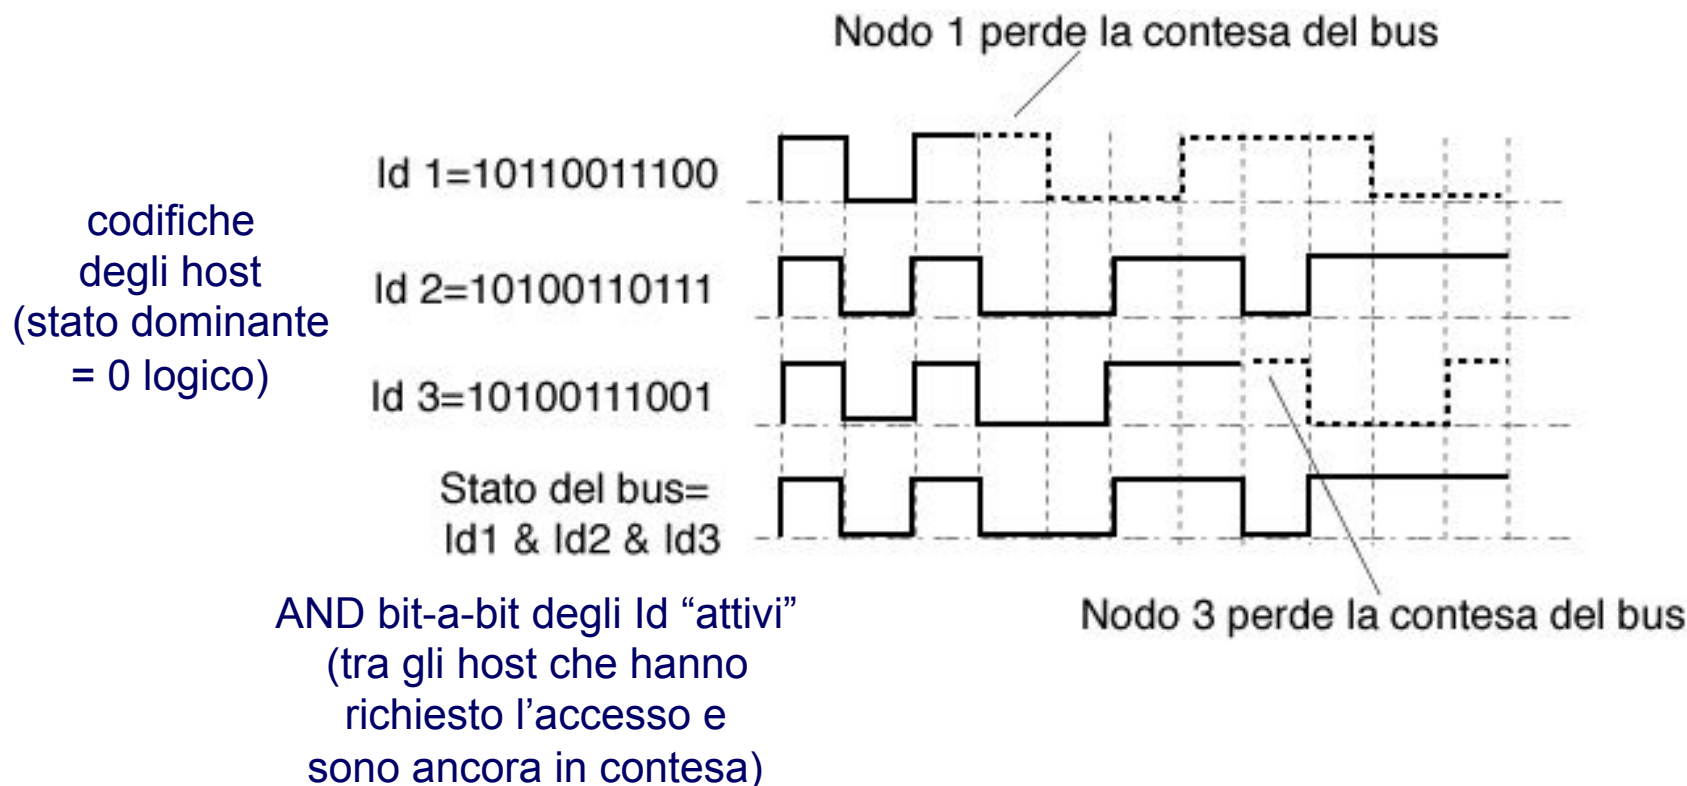 Nodo 1 perde la contesa del bus
Id 1=10110011100
codifiche
degli host
(stato dominante
= 0 logico)
Id 2=10100110111
Id 3=10100111001
Stato del bus=
Id1 & Id2 & Id3
AND bit-a-bit degli Id “attivi”
(tra gli host che hanno
richiesto l’accesso e
sono ancora in contesa)
Nodo 3 perde la contesa del bus